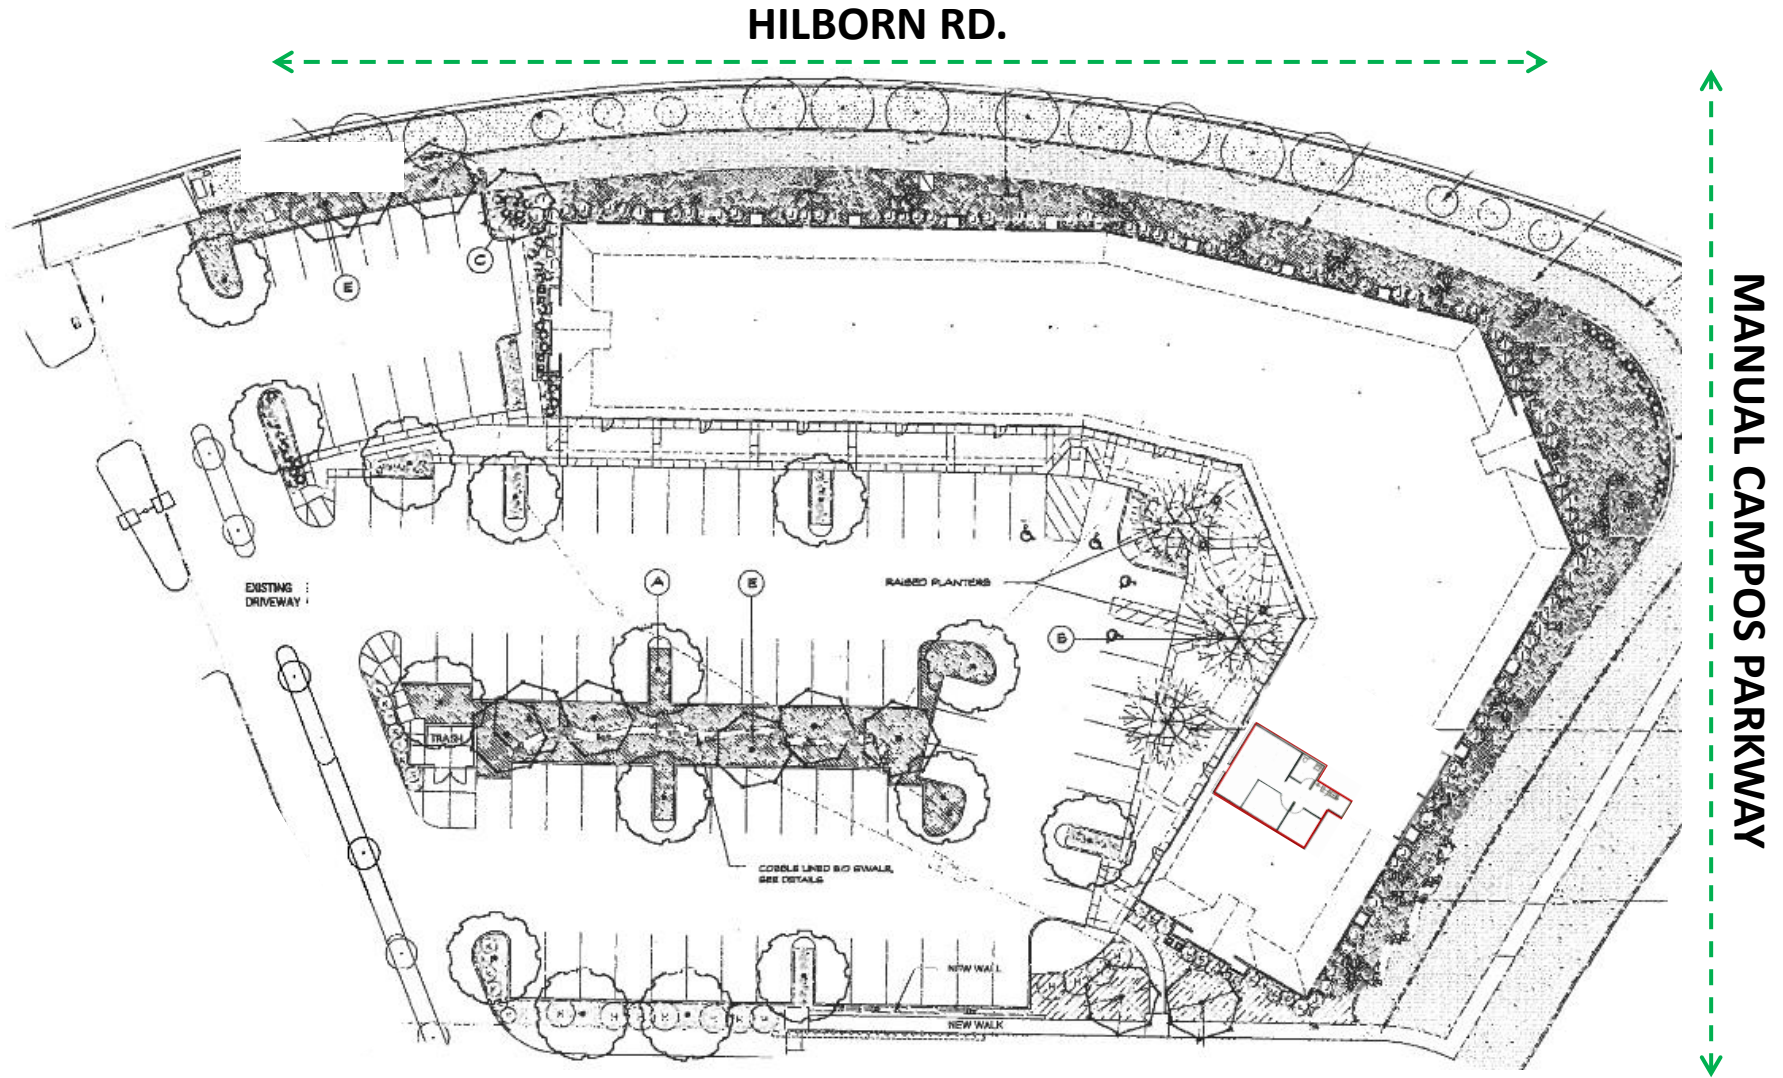 HILBORN RD.
MANUAL CAMPOS PARKWAY
C
E
EXISTING
DRIVEWAY
A
E
RAISED PLANTERS
B
TRASH
COBBLE LINED BIO SWALE,
SEE DETAILS
NEW WALL
NEW WALK